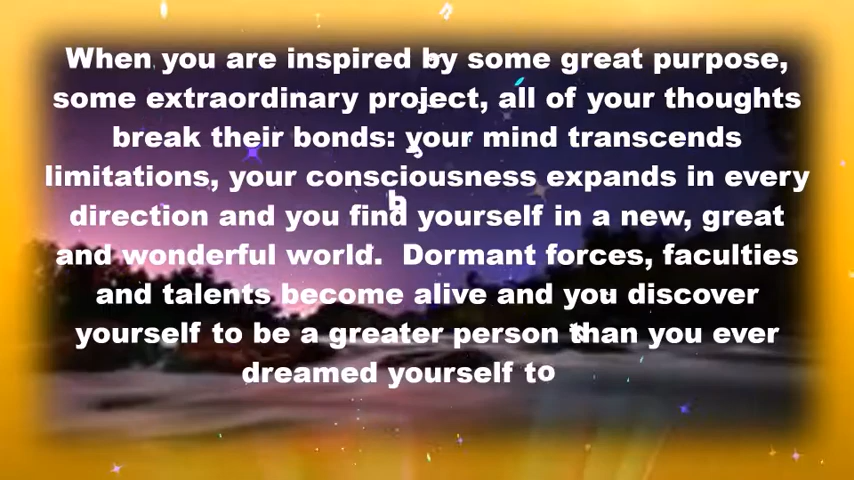 When you are inspired by some great purpose,
some extraordinary project, all of your thoughts
break their bonds: your mind transcends
limitations, your consciousness expands in every
direction and you find yourself in a new, great
and wonderful world. Dormant forces, faculties
and talents become alive and you discover
yourself to be a greater person than you ever
dreamed yourself to